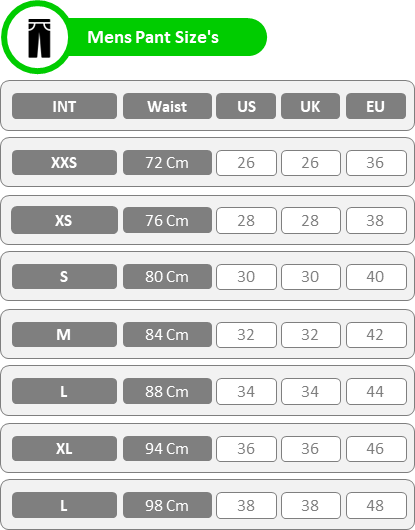 Mens Pant Size's
INT Waist US UK EU
XXS 72 Cm 26 26 36
XS 76 Cm 28 28 38
S 80 Cm 30 30 40
M 84 Cm 32 32 42
L 88 Cm 34 34 44
XL 94 Cm 36 36 46
L 98 Cm 38 38 48